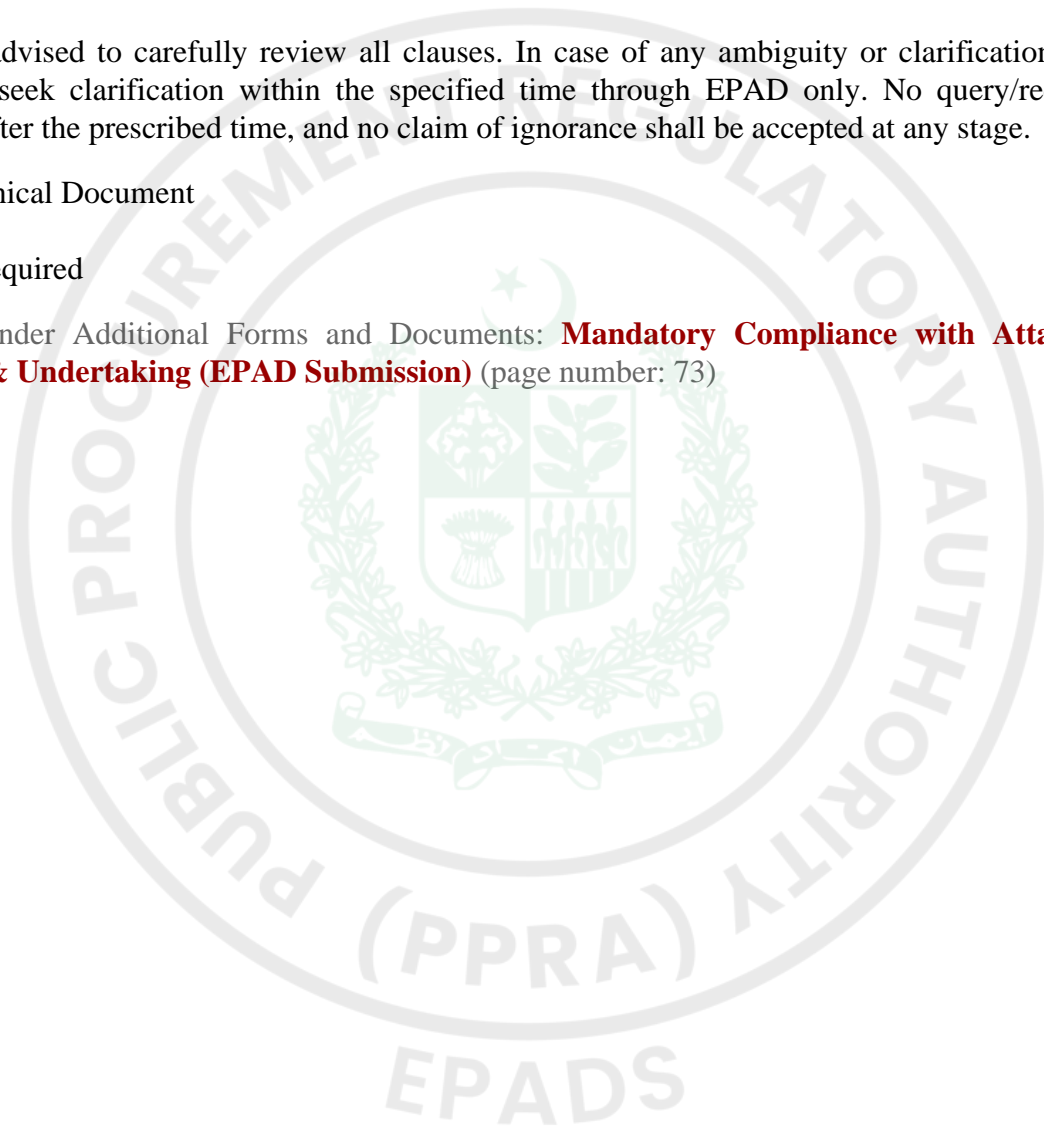 advised to carefully review all clauses. In case of any ambiguity or clarification
seek clarification within the specified time through EPAD only. No query/re
fter the prescribed time, and no claim of ignorance shall be accepted at any stage.
nical Document
equired
nder Additional Forms and Documents: Mandatory Compliance with Atta
& Undertaking (EPAD Submission) (page number: 73)
PUBLIC PROCUREMENT REGULATORY AUTHORITY
(PPRA)
EPADS